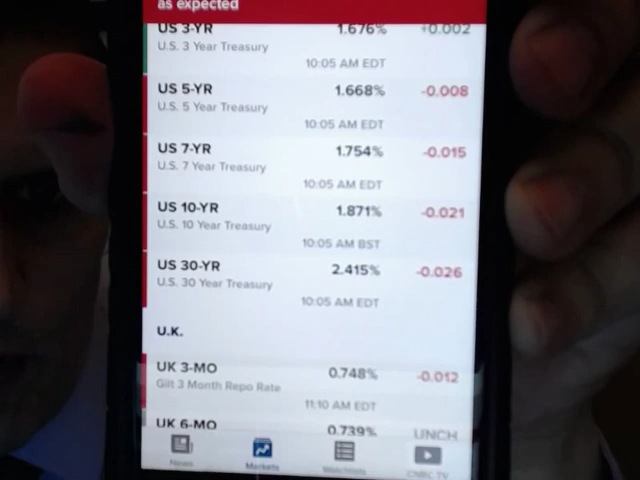 as expected
US 3-YR 1.676% +0.002
U.S. 3 Year Treasury
10:05 AM EDT
US 5-YR 1.668% -0.008
U.S. 5 Year Treasury
10:05 AM EDT
US 7-YR 1.754% -0.015
U.S. 7 Year Treasury
10:05 AM EDT
US 10-YR 1.871% -0.021
U.S. 10 Year Treasury
10:05 AM BST
US 30-YR 2.415% -0.026
U.S. 30 Year Treasury
10:05 AM EDT
U.K.
UK 3-MO 0.748% -0.012
Gilt 3 Month Repo Rate
11:10 AM EDT
UK 6-MO 0.739% UNCH
News Markets Watchlists CNBC TV